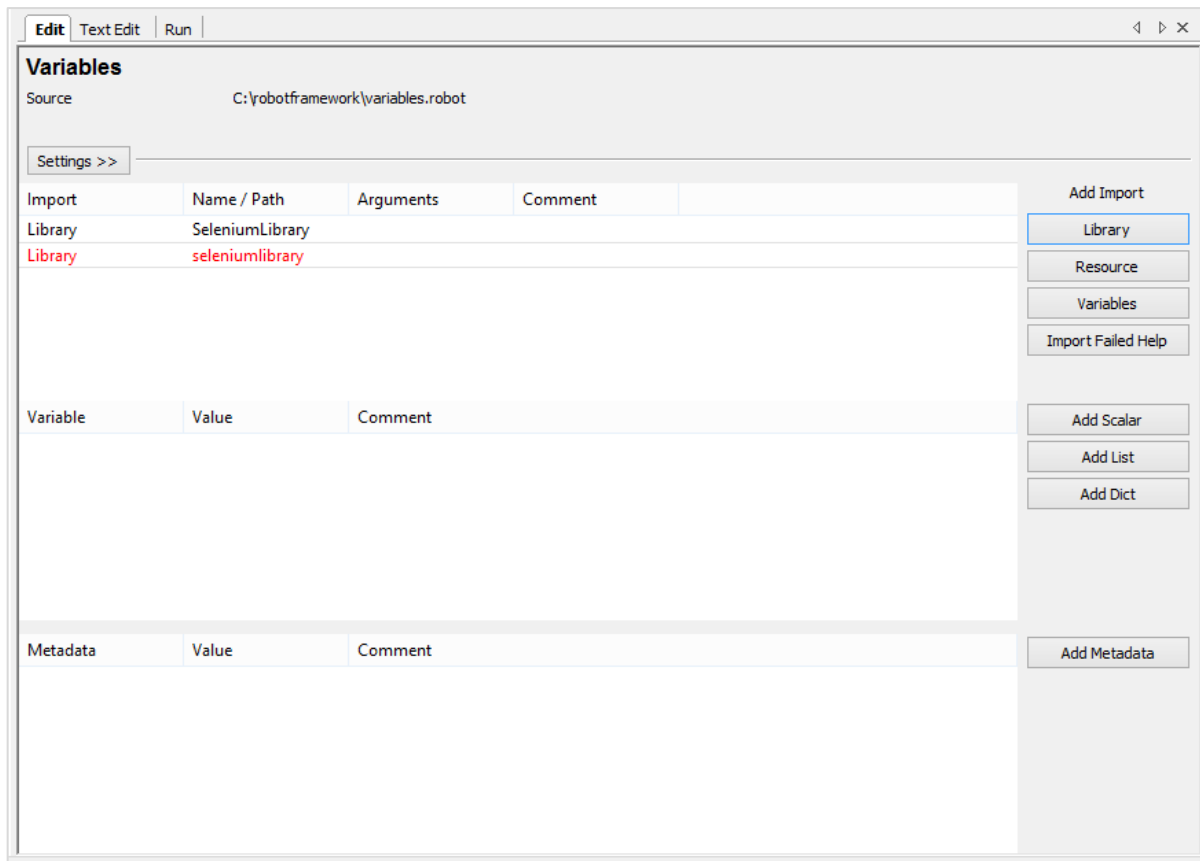 Edit Text Edit Run
Variables
Source C:\robotframework\variables.robot
Settings >>
Import Name / Path Arguments Comment Add Import
Library SeleniumLibrary Library
Library seleniumlibrary Resource
Variables
Import Failed Help
Variable Value Comment Add Scalar
Add List
Add Dict
Metadata Value Comment Add Metadata